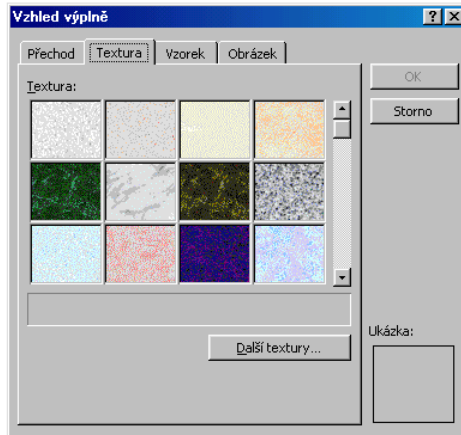 Vzhled výplně
Přechod Textura Vzorek Obrázek
Textura:
OK
Storno
Další textury...
Ukázka: